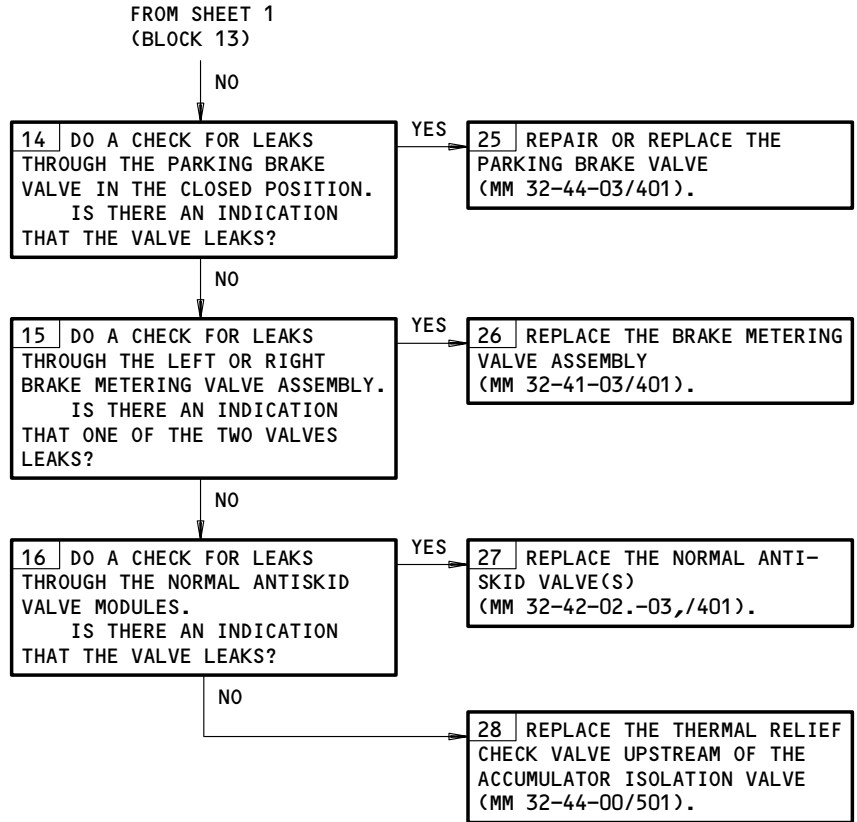 FROM SHEET 1
(BLOCK 13)
NO
14 DO A CHECK FOR LEAKS
THROUGH THE PARKING BRAKE
VALVE IN THE CLOSED POSITION.
IS THERE AN INDICATION
THAT THE VALVE LEAKS?
YES
25 REPAIR OR REPLACE THE
PARKING BRAKE VALVE
(MM 32-44-03/401).
NO
15 DO A CHECK FOR LEAKS
THROUGH THE LEFT OR RIGHT
BRAKE METERING VALVE ASSEMBLY.
IS THERE AN INDICATION
THAT ONE OF THE TWO VALVES
LEAKS?
YES
26 REPLACE THE BRAKE METERING
VALVE ASSEMBLY
(MM 32-41-03/401).
NO
16 DO A CHECK FOR LEAKS
THROUGH THE NORMAL ANTISKID
VALVE MODULES.
IS THERE AN INDICATION
THAT THE VALVE LEAKS?
YES
27 REPLACE THE NORMAL ANTI-
SKID VALVE(S)
(MM 32-42-02.-03,/401).
NO
28 REPLACE THE THERMAL RELIEF
CHECK VALVE UPSTREAM OF THE
ACCUMULATOR ISOLATION VALVE
(MM 32-44-00/501).